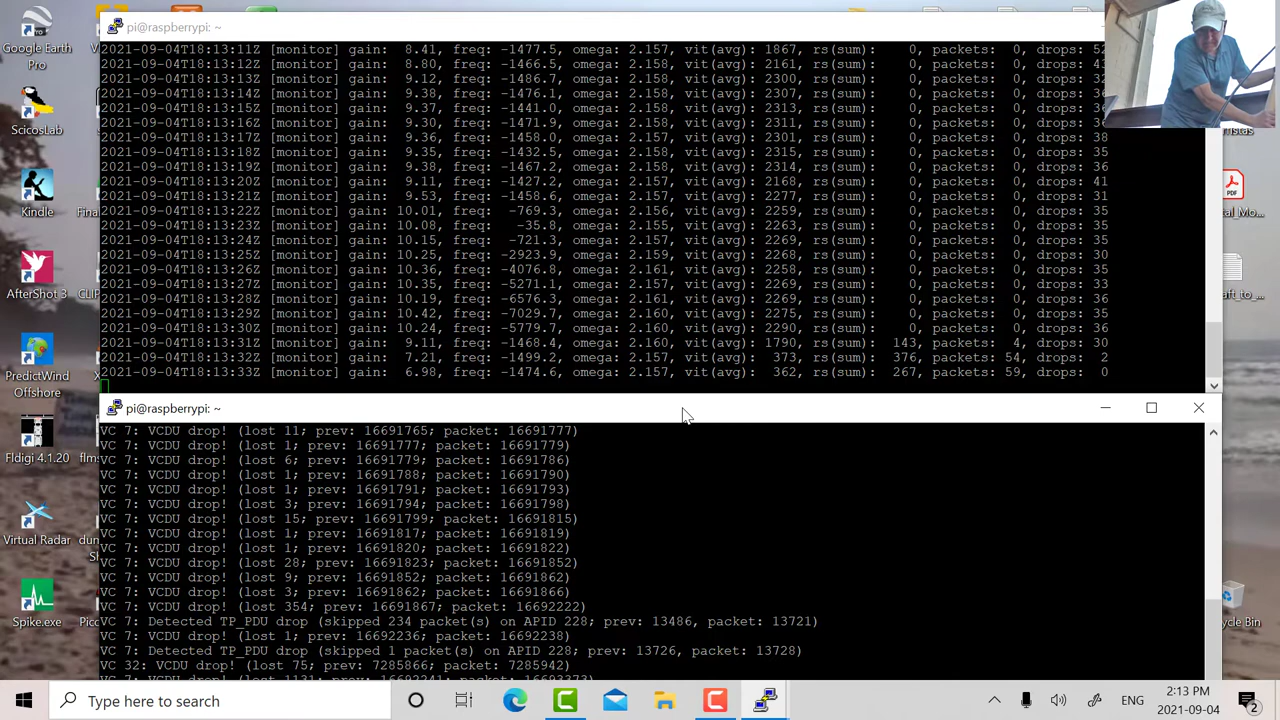 Google Earth
Pro
ScicosLab
Kindle
AfterShot 3
PredictWind
Offshore
Fldigi 4.1.20
Virtual Radar
Spike.exe
pi@raspberrypi: ~
2021-09-04T18:13:11Z [monitor] gain: 8.41, freq: -1477.5, omega: 2.157, vit(avg): 1867, rs(sum): 0, packets: 0, drops: 52
2021-09-04T18:13:12Z [monitor] gain: 8.80, freq: -1466.5, omega: 2.158, vit(avg): 2161, rs(sum): 0, packets: 0, drops: 43
2021-09-04T18:13:13Z [monitor] gain: 9.12, freq: -1486.7, omega: 2.158, vit(avg): 2300, rs(sum): 0, packets: 0, drops: 32
2021-09-04T18:13:14Z [monitor] gain: 9.38, freq: -1476.1, omega: 2.158, vit(avg): 2307, rs(sum): 0, packets: 0, drops: 36
2021-09-04T18:13:15Z [monitor] gain: 9.37, freq: -1441.0, omega: 2.158, vit(avg): 2313, rs(sum): 0, packets: 0, drops: 36
2021-09-04T18:13:16Z [monitor] gain: 9.30, freq: -1471.9, omega: 2.158, vit(avg): 2311, rs(sum): 0, packets: 0, drops: 36
2021-09-04T18:13:17Z [monitor] gain: 9.36, freq: -1458.0, omega: 2.158, vit(avg): 2301, rs(sum): 0, packets: 0, drops: 38
2021-09-04T18:13:18Z [monitor] gain: 9.35, freq: -1432.5, omega: 2.158, vit(avg): 2315, rs(sum): 0, packets: 0, drops: 35
2021-09-04T18:13:19Z [monitor] gain: 9.38, freq: -1467.2, omega: 2.158, vit(avg): 2314, rs(sum): 0, packets: 0, drops: 36
2021-09-04T18:13:20Z [monitor] gain: 9.11, freq: -1427.2, omega: 2.157, vit(avg): 2168, rs(sum): 0, packets: 0, drops: 41
2021-09-04T18:13:21Z [monitor] gain: 9.53, freq: -1458.6, omega: 2.157, vit(avg): 2277, rs(sum): 0, packets: 0, drops: 31
2021-09-04T18:13:22Z [monitor] gain: 10.01, freq: -769.3, omega: 2.156, vit(avg): 2259, rs(sum): 0, packets: 0, drops: 35
2021-09-04T18:13:23Z [monitor] gain: 10.08, freq: -35.8, omega: 2.155, vit(avg): 2263, rs(sum): 0, packets: 0, drops: 35
2021-09-04T18:13:24Z [monitor] gain: 10.15, freq: -721.3, omega: 2.157, vit(avg): 2269, rs(sum): 0, packets: 0, drops: 35
2021-09-04T18:13:25Z [monitor] gain: 10.25, freq: -2923.9, omega: 2.159, vit(avg): 2268, rs(sum): 0, packets: 0, drops: 30
2021-09-04T18:13:26Z [monitor] gain: 10.36, freq: -4076.8, omega: 2.161, vit(avg): 2258, rs(sum): 0, packets: 0, drops: 35
2021-09-04T18:13:27Z [monitor] gain: 10.35, freq: -5271.1, omega: 2.161, vit(avg): 2269, rs(sum): 0, packets: 0, drops: 33
2021-09-04T18:13:28Z [monitor] gain: 10.19, freq: -6576.3, omega: 2.161, vit(avg): 2269, rs(sum): 0, packets: 0, drops: 36
2021-09-04T18:13:29Z [monitor] gain: 10.42, freq: -7029.7, omega: 2.160, vit(avg): 2275, rs(sum): 0, packets: 0, drops: 35
2021-09-04T18:13:30Z [monitor] gain: 10.24, freq: -5779.7, omega: 2.160, vit(avg): 2290, rs(sum): 0, packets: 0, drops: 36
2021-09-04T18:13:31Z [monitor] gain: 9.11, freq: -1468.4, omega: 2.160, vit(avg): 1790, rs(sum): 143, packets: 4, drops: 30
2021-09-04T18:13:32Z [monitor] gain: 7.21, freq: -1499.2, omega: 2.157, vit(avg): 373, rs(sum): 376, packets: 54, drops: 2
2021-09-04T18:13:33Z [monitor] gain: 6.98, freq: -1474.6, omega: 2.157, vit(avg): 362, rs(sum): 267, packets: 59, drops: 0
pi@raspberrypi: ~
VC 7: VCDU drop! (lost 11; prev: 16691765; packet: 16691777)
VC 7: VCDU drop! (lost 1; prev: 16691777; packet: 16691779)
VC 7: VCDU drop! (lost 6; prev: 16691779; packet: 16691786)
VC 7: VCDU drop! (lost 1; prev: 16691788; packet: 16691790)
VC 7: VCDU drop! (lost 1; prev: 16691791; packet: 16691793)
VC 7: VCDU drop! (lost 3; prev: 16691794; packet: 16691798)
VC 7: VCDU drop! (lost 15; prev: 16691799; packet: 16691815)
VC 7: VCDU drop! (lost 1; prev: 16691817; packet: 16691819)
VC 7: VCDU drop! (lost 1; prev: 16691820; packet: 16691822)
VC 7: VCDU drop! (lost 28; prev: 16691823; packet: 16691852)
VC 7: VCDU drop! (lost 9; prev: 16691852; packet: 16691862)
VC 7: VCDU drop! (lost 3; prev: 16691862; packet: 16691866)
VC 7: VCDU drop! (lost 354; prev: 16691867; packet: 16692222)
VC 7: Detected TP_PDU drop (skipped 234 packet(s) on APID 228; prev: 13486, packet: 13721)
VC 7: VCDU drop! (lost 1; prev: 16692236; packet: 16692238)
VC 7: Detected TP_PDU drop (skipped 1 packet(s) on APID 228; prev: 13726, packet: 13728)
VC 32: VCDU drop! (lost 75; prev: 7285866; packet: 7285942)
VC 7: VCDU drop! (lost 1131; prev: 16692241; packet: 16693373)
PDF
Type here to search
ENG
2:13 PM
2021-09-04
2